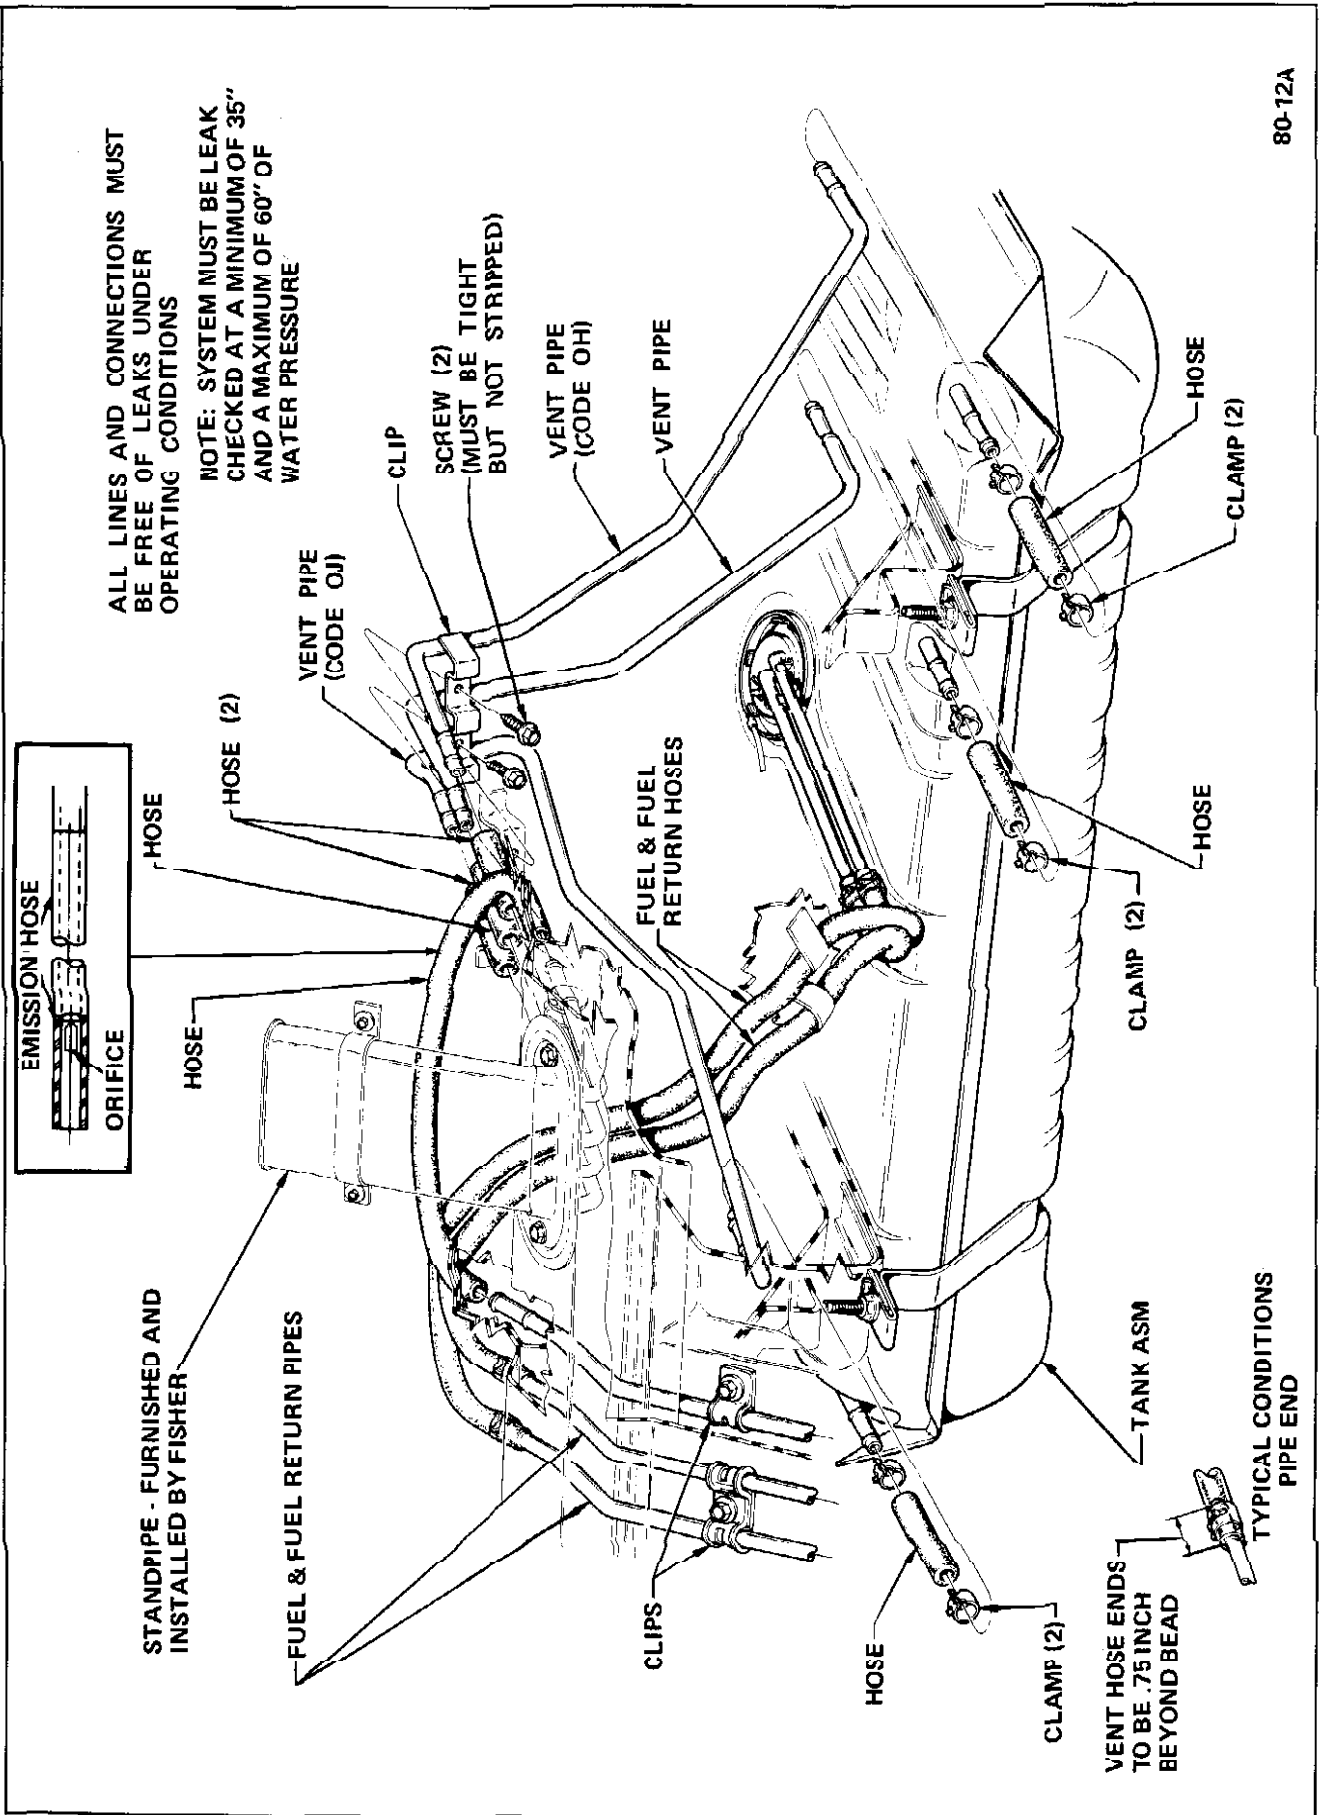 ALL LINES AND CONNECTIONS MUST
BE FREE OF LEAKS UNDER
OPERATING CONDITIONS
NOTE: SYSTEM MUST BE LEAK
CHECKED AT A MINIMUM OF 35"
AND A MAXIMUM OF 60" OF
WATER PRESSURE
EMISSION HOSE
ORIFICE
HOSE
HOSE
HOSE (2)
VENT PIPE
(CODE OJ)
CLIP
SCREW (2)
(MUST BE TIGHT
BUT NOT STRIPPED)
VENT PIPE
(CODE OH)
VENT PIPE
STANDPIPE - FURNISHED AND
INSTALLED BY FISHER
FUEL & FUEL RETURN PIPES
FUEL & FUEL
RETURN HOSES
CLIPS
HOSE
CLAMP (2)
HOSE
CLAMP (2)
HOSE
CLAMP (2)
TANK ASM
VENT HOSE ENDS
TO BE .75 INCH
BEYOND BEAD
TYPICAL CONDITIONS
PIPE END
80-12A